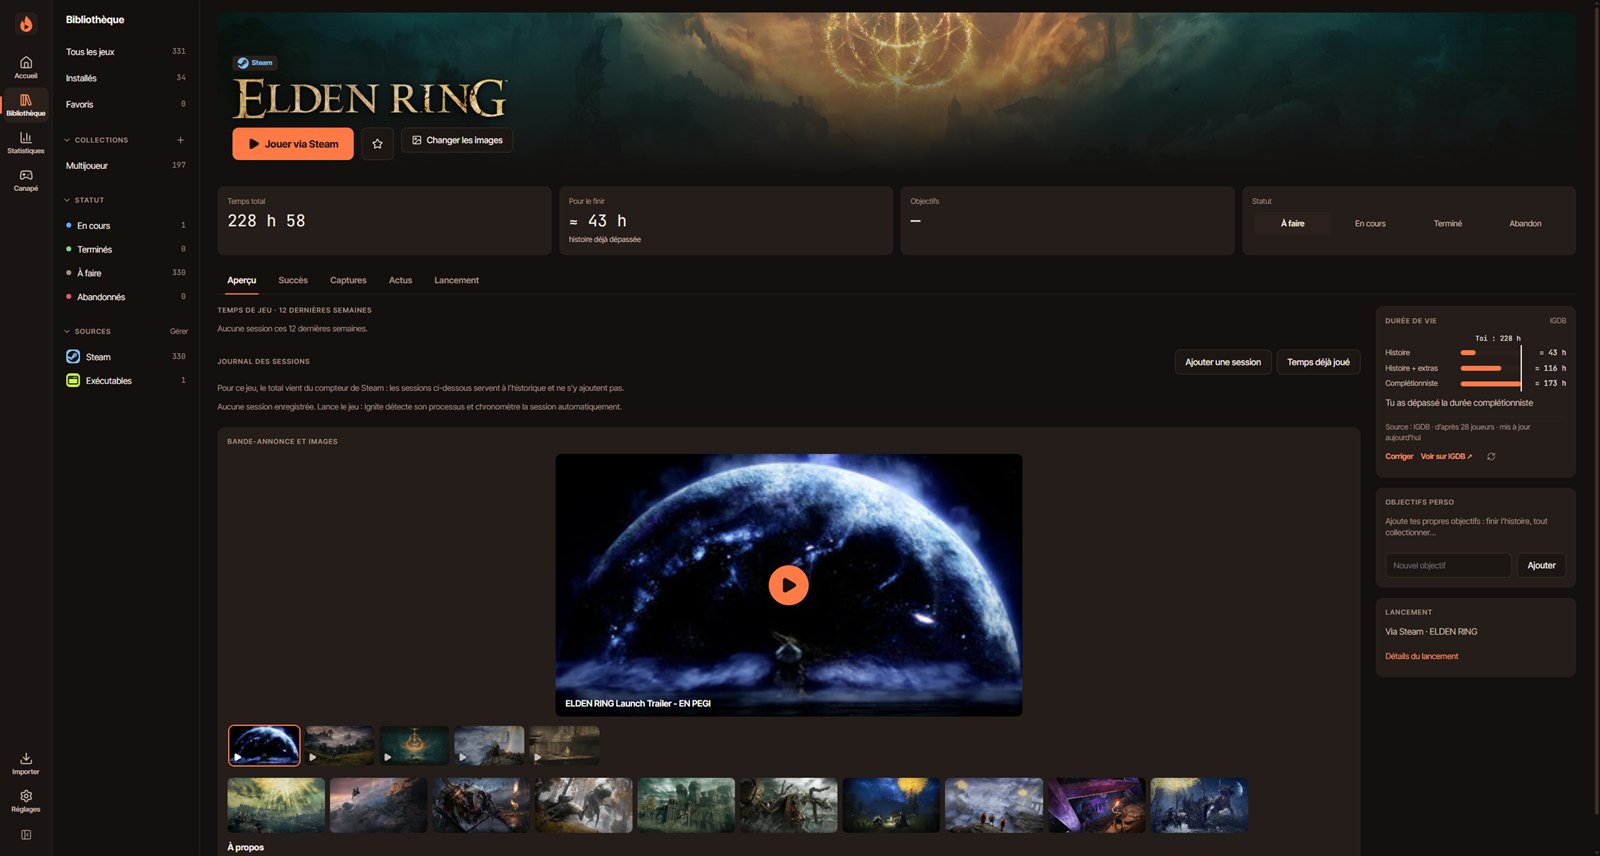 Bibliothèque
Accueil
Bibliothèque
Statistiques
Canapé
Importer
Réglages
Tous les jeux 331
Installés 34
Favoris 0
COLLECTIONS +
Multijoueur 197
STATUT
En cours 1
Terminés 0
À faire 330
Abandonnés 0
SOURCES Gérer
Steam 330
Exécutables 1
Steam
ELDEN RING
Jouer via Steam
Changer les images
Temps total
228 h 58
Pour le finir
≈ 43 h
histoire déjà dépassée
Objectifs
—
Statut
À faire En cours Terminé Abandon
Aperçu Succès Captures Actus Lancement
TEMPS DE JEU · 12 DERNIÈRES SEMAINES
Aucune session ces 12 dernières semaines.
JOURNAL DES SESSIONS
Ajouter une session Temps déjà joué
Pour ce jeu, le total vient du compteur de Steam : les sessions ci-dessous servent à l'historique et ne s'y ajoutent pas.
Aucune session enregistrée. Lance le jeu : Ignite détecte son processus et chronomètre la session automatiquement.
BANDE-ANNONCE ET IMAGES
ELDEN RING Launch Trailer - EN PEGI
À propos
DURÉE DE VIE IGDB
Toi : 228 h
Histoire ≈ 43 h
Histoire + extras ≈ 116 h
Complétionniste ≈ 173 h
Tu as dépassé la durée complétionniste
Source : IGDB · d'après 28 joueurs · mis à jour
aujourd'hui
Corriger Voir sur IGDB ↗
OBJECTIFS PERSO
Ajoute tes propres objectifs : finir l'histoire, tout
collectionner…
Nouvel objectif Ajouter
LANCEMENT
Via Steam · ELDEN RING
Détails du lancement